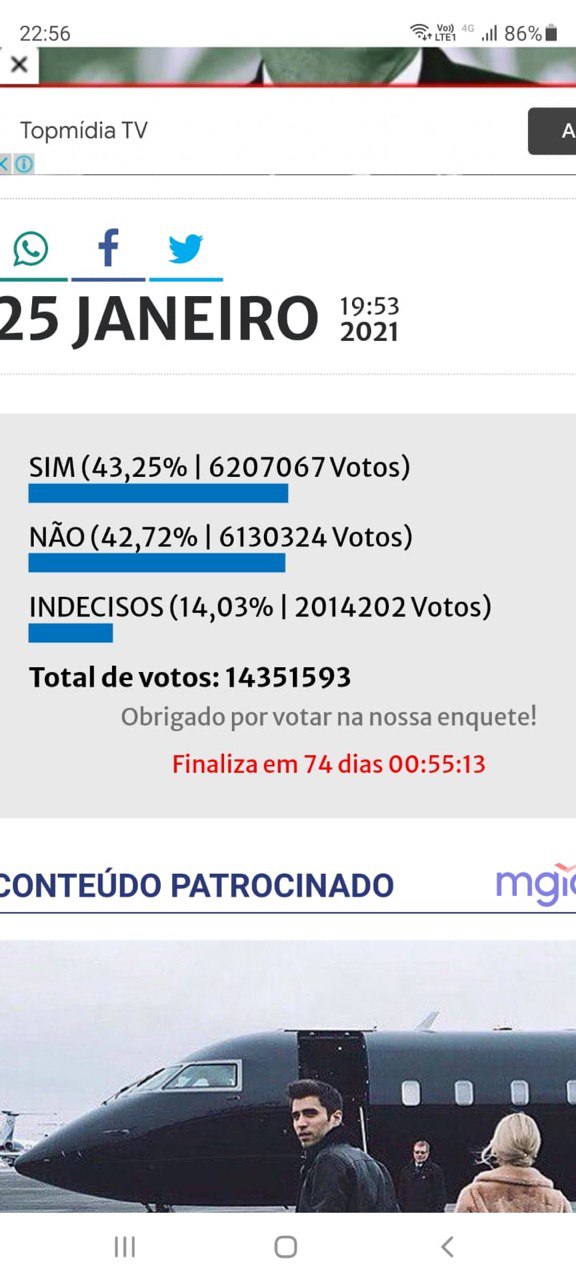 22:56 Vo)) LTE1 4G 86%
Topmídia TV
A
25 JANEIRO 19:53 2021
SIM (43,25% | 6207067 Votos)
NÃO (42,72% | 6130324 Votos)
INDECISOS (14,03% | 2014202 Votos)
Total de votos: 14351593
Obrigado por votar na nossa enquete!
Finaliza em 74 dias 00:55:13
CONTEÚDO PATROCINADO mgi